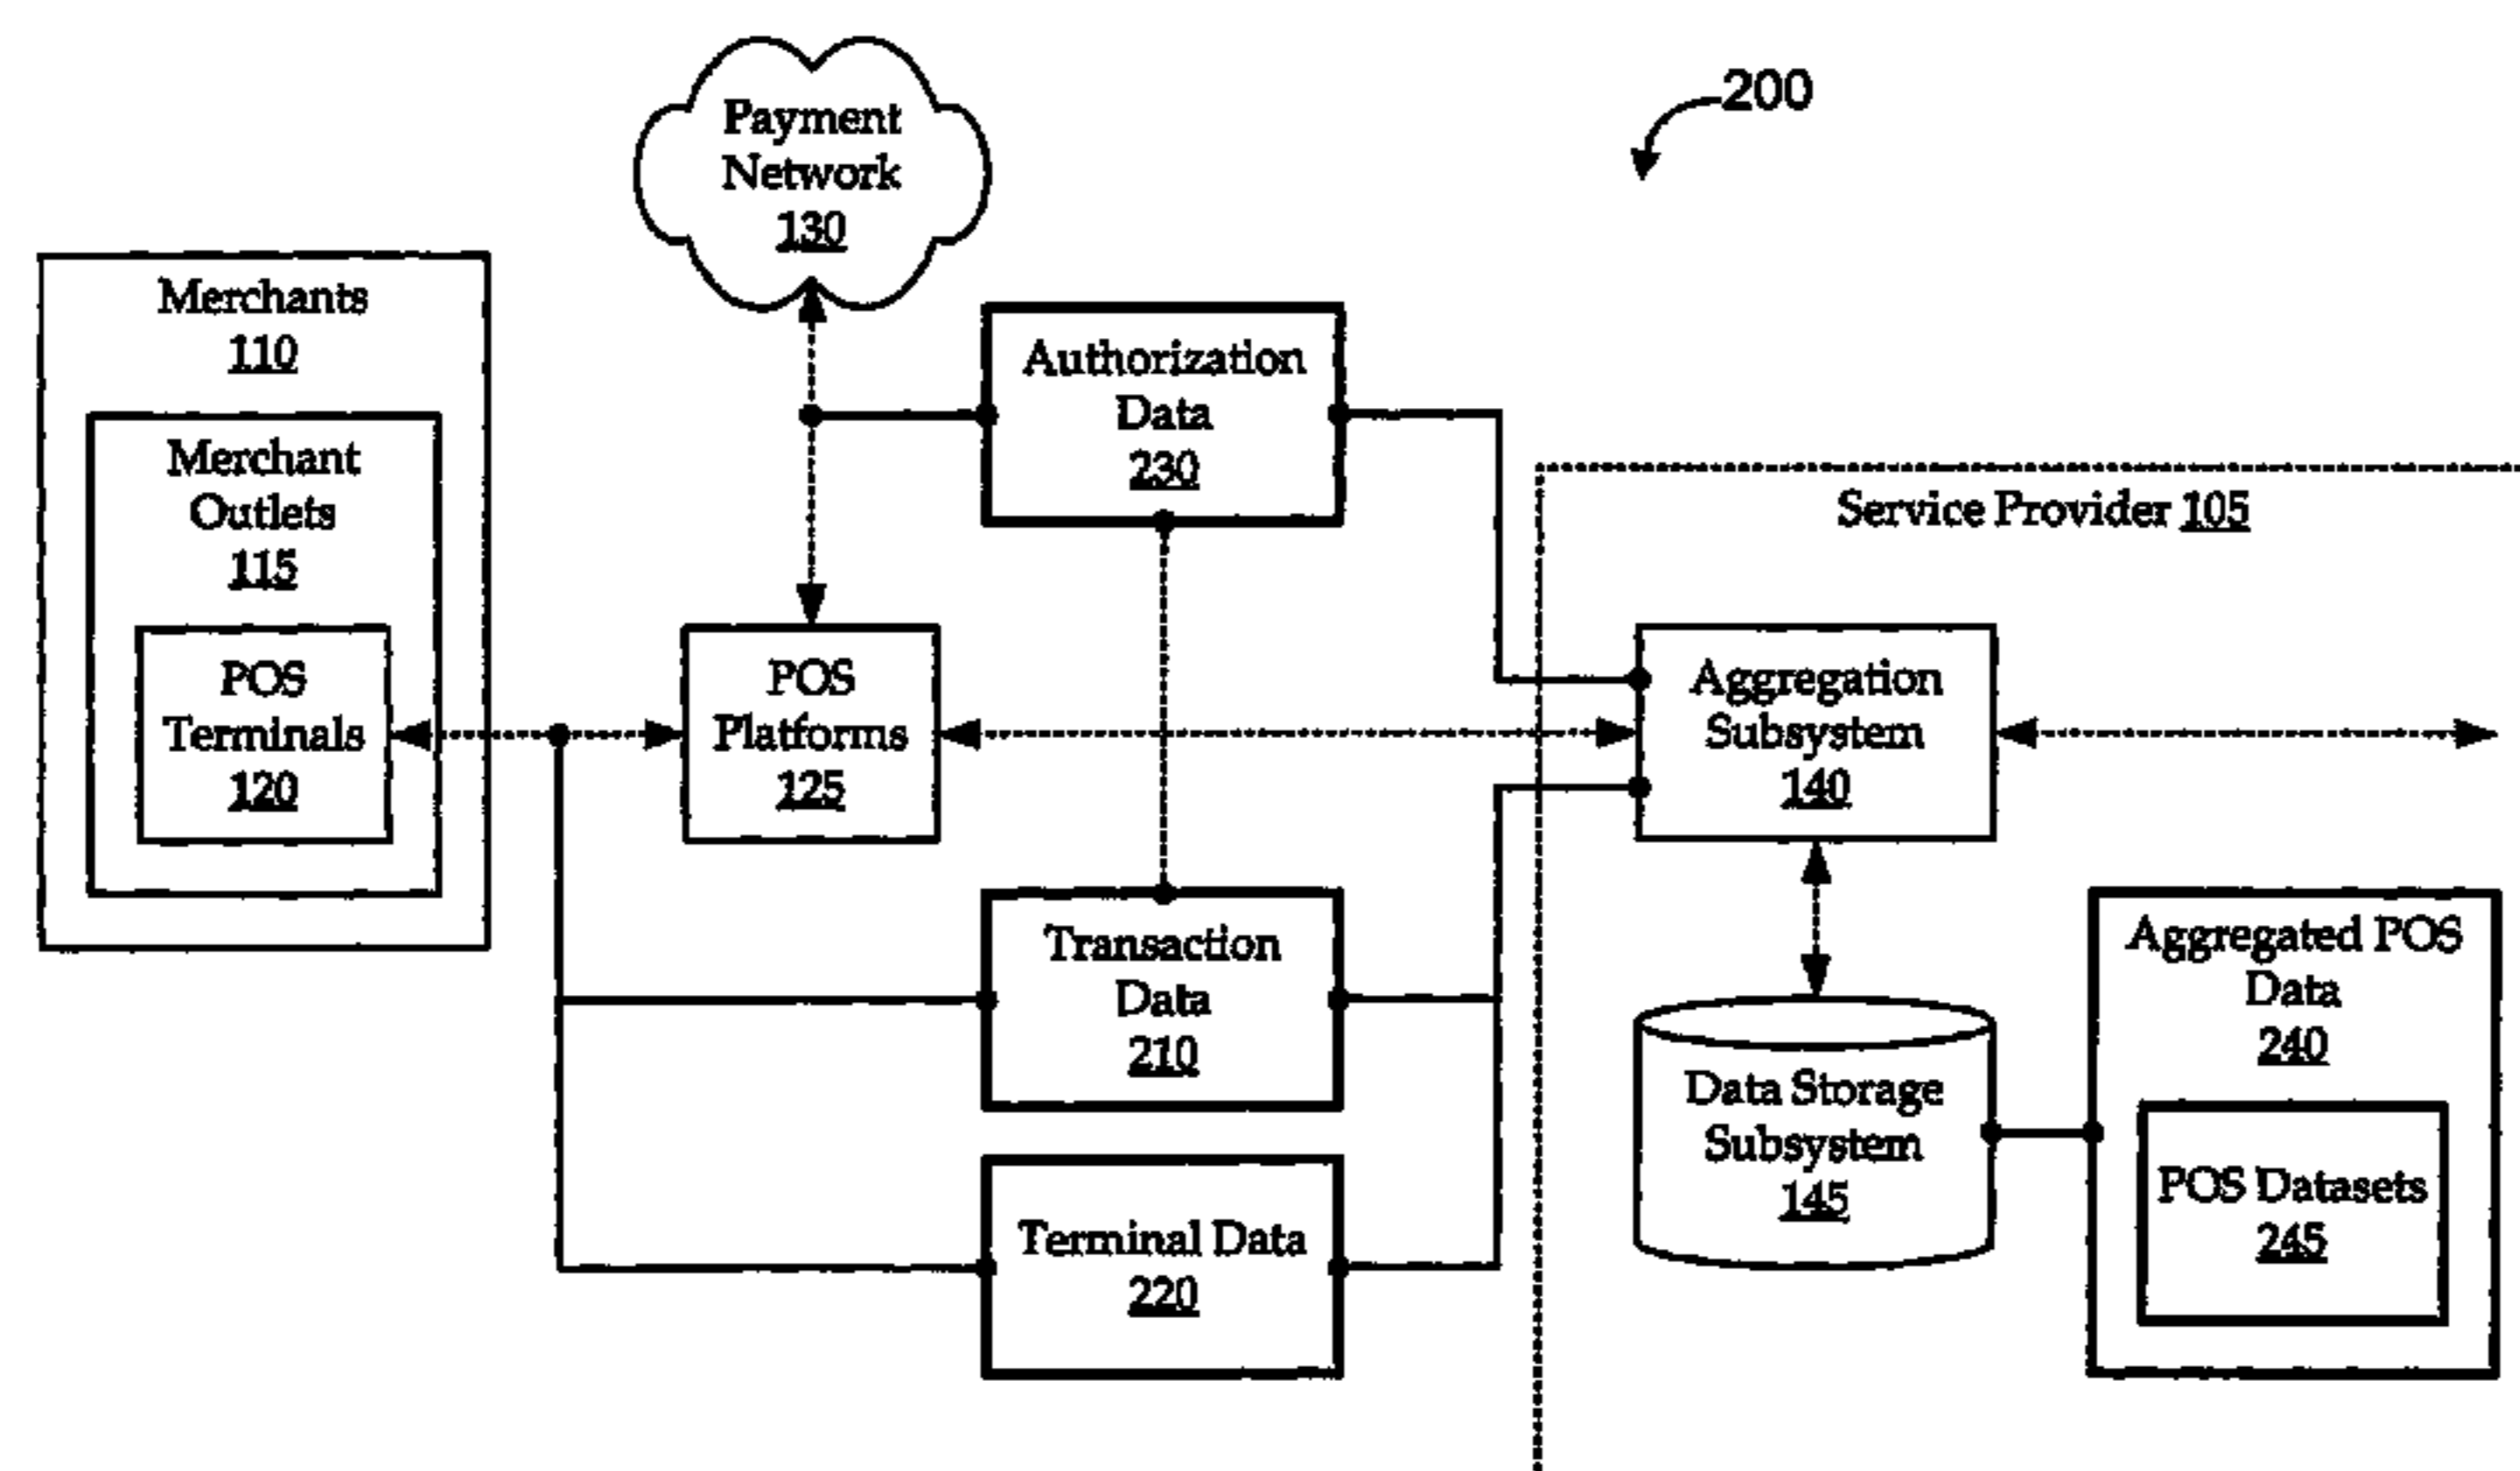 200
Payment
Network
130
Merchants
110
Merchant
Outlets
115
POS
Terminals
120
Authorization
Data
230
POS
Platforms
125
Service Provider 105
Aggregation
Subsystem
140
Transaction
Data
210
Terminal Data
220
Data Storage
Subsystem
145
Aggregated POS
Data
240
POS Datasets
245